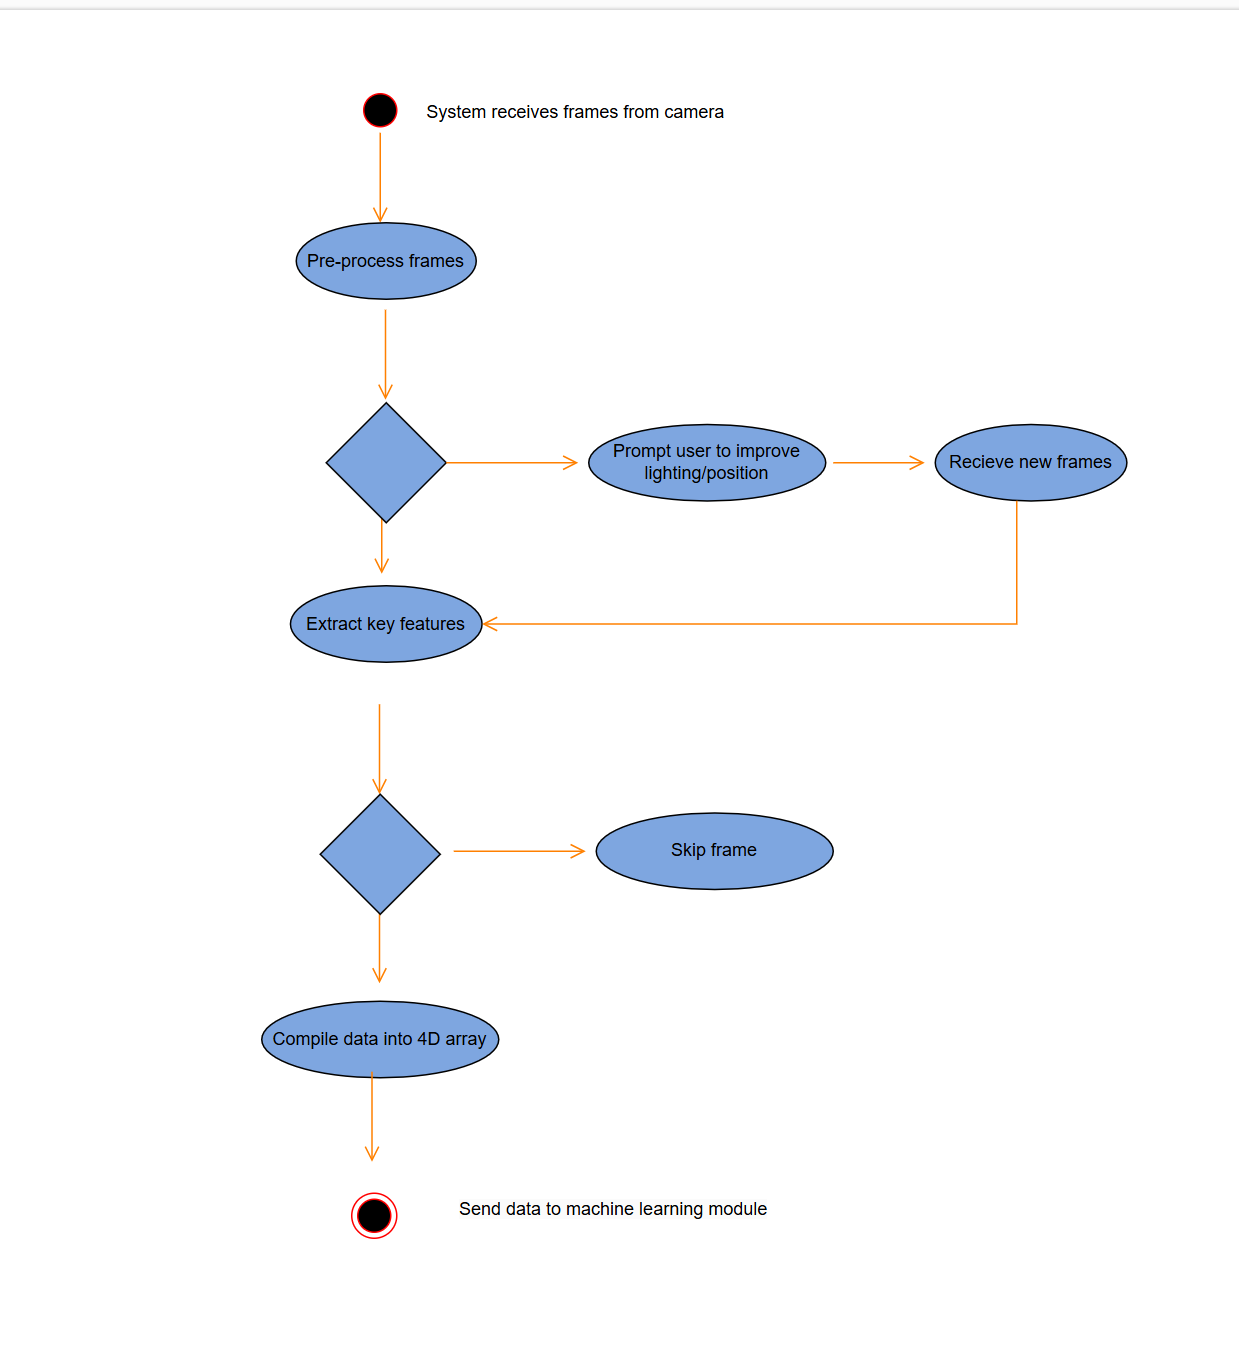 System receives frames from camera
Pre-process frames
Prompt user to improve
lighting/position
Recieve new frames
Extract key features
Skip frame
Compile data into 4D array
Send data to machine learning module